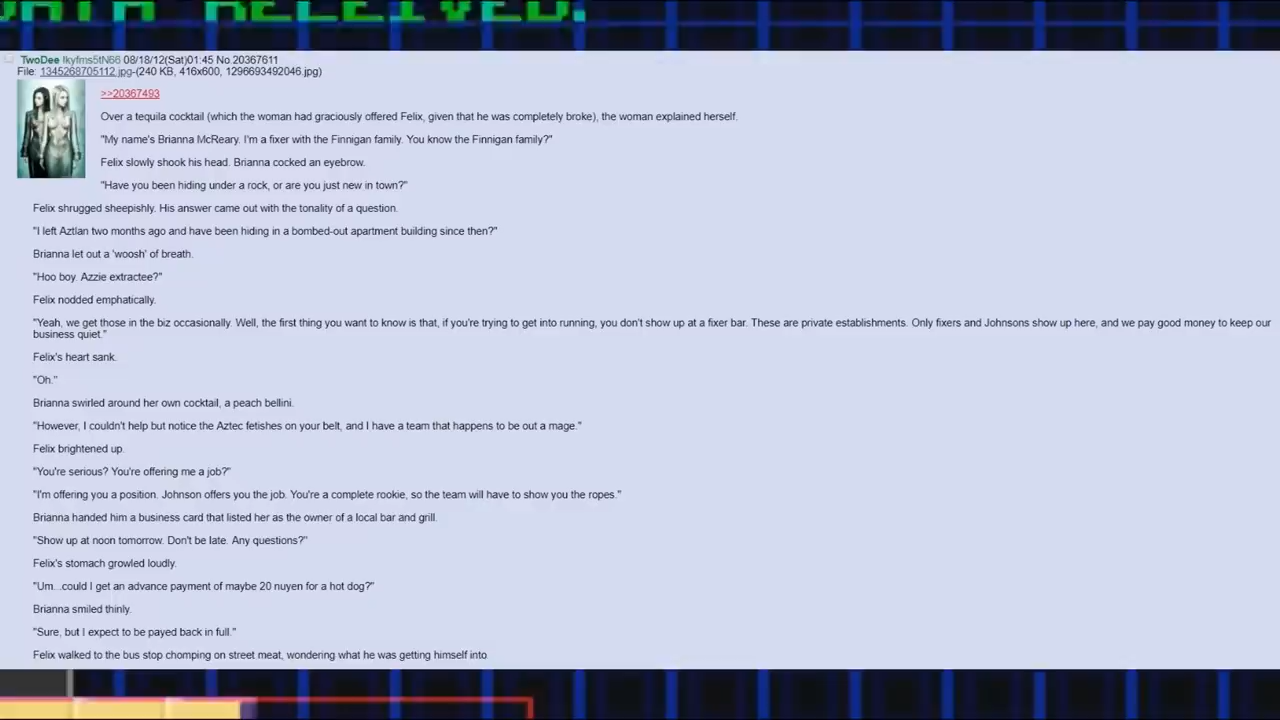 DATA RECEIVED.
TwoDee !kyfms5tN66 08/18/12(Sat)01:45 No.20367611
File: 1345268705112.jpg-(240 KB, 416x600, 1296693492046.jpg)
>>20367493
Over a tequila cocktail (which the woman had graciously offered Felix, given that he was completely broke), the woman explained herself.
"My name's Brianna McReary. I'm a fixer with the Finnigan family. You know the Finnigan family?"
Felix slowly shook his head. Brianna cocked an eyebrow.
"Have you been hiding under a rock, or are you just new in town?"
Felix shrugged sheepishly. His answer came out with the tonality of a question.
"I left Aztlan two months ago and have been hiding in a bombed-out apartment building since then?"
Brianna let out a 'woosh' of breath.
"Hoo boy. Azzie extractee?"
Felix nodded emphatically.
"Yeah, we get those in the biz occasionally. Well, the first thing you want to know is that, if you're trying to get into running, you don't show up at a fixer bar. These are private establishments. Only fixers and Johnsons show up here, and we pay good money to keep our
business quiet."
Felix's heart sank.
"Oh."
Brianna swirled around her own cocktail, a peach bellini.
"However, I couldn't help but notice the Aztec fetishes on your belt, and I have a team that happens to be out a mage."
Felix brightened up.
"You're serious? You're offering me a job?"
"I'm offering you a position. Johnson offers you the job. You're a complete rookie, so the team will have to show you the ropes."
Brianna handed him a business card that listed her as the owner of a local bar and grill.
"Show up at noon tomorrow. Don't be late. Any questions?"
Felix's stomach growled loudly.
"Um...could I get an advance payment of maybe 20 nuyen for a hot dog?"
Brianna smiled thinly.
"Sure, but I expect to be payed back in full."
Felix walked to the bus stop chomping on street meat, wondering what he was getting himself into.